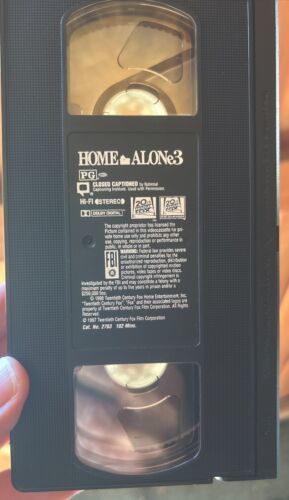 HOME ALONe3
PG
CLOSED CAPTIONED by National
Captioning Institute. Used with Permission.
Hi-Fi STEREO
DOLBY DIGITAL
20th CENTURY FOX
20th CENTURY FOX
The copyright proprietor has licensed the
Picture contained in this videocassette for pri-
vate home use only and prohibits any other
use, copying, reproduction or performance in
public, in whole or in part.
FBI
WARNING: Federal law provides severe
civil and criminal penalties for the
unauthorized reproduction, distribution
or exhibition of copyrighted motion
pictures, video tapes or video discs.
Criminal copyright infringement is
investigated by the FBI and may constitute a felony with a
maximum penalty of up to five years in prison and/or a
$250,000 fine.
© 1998 Twentieth Century Fox Home Entertainment, Inc.
"Twentieth Century Fox", "Fox" and their associated
logos are the property of Twentieth Century Fox Film Corporation. All Rights
Reserved.
© 1997 Twentieth Century Fox Film Corporation
Cat. No. 2763 102 Mins.